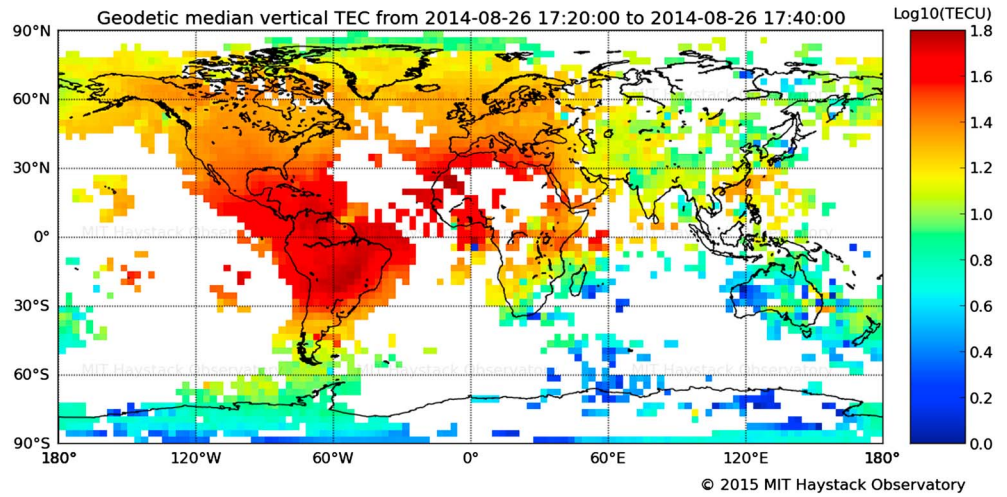 Geodetic median vertical TEC from 2014-08-26 17:20:00 to 2014-08-26 17:40:00
Log10(TECU)
90°N
60°N
30°N
0°
30°S
60°S
90°S
180°
120°W
60°W
0°
60°E
120°E
180°
1.8
1.6
1.4
1.2
1.0
0.8
0.6
0.4
0.2
0.0
MIT Haystack Observatory
© 2015 MIT Haystack Observatory